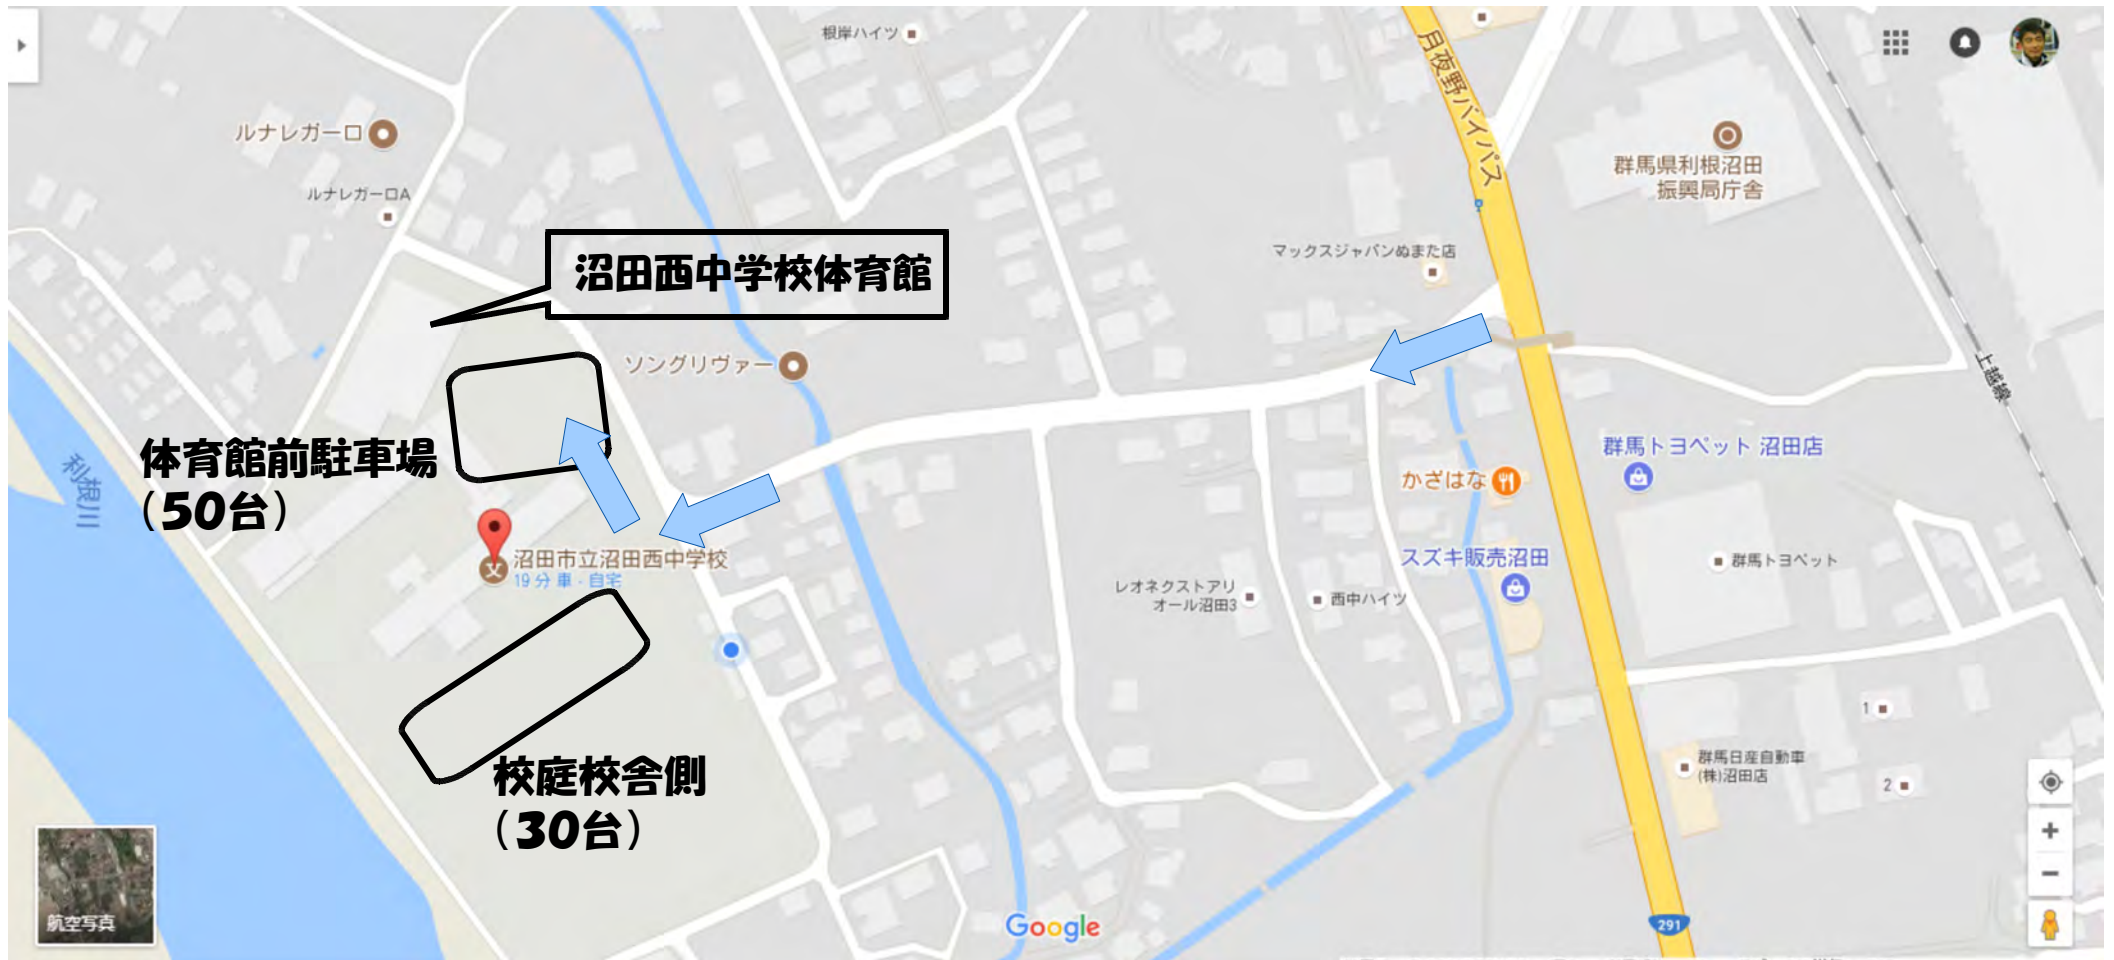 根岸ハイツ
月夜野バイパス
ルナレガーロ
ルナレガーロA
群馬県利根沼田
振興局庁舎
沼田西中学校体育館
マックスジャパンぬまた店
ソングリヴァー
上越線
体育館前駐車場
(50台)
利根川
群馬トヨペット 沼田店
かざはな
沼田市立沼田西中学校
19 分 車 - 自宅
スズキ販売沼田
群馬トヨペット
レオネクストアリ
オール沼田3
西中ハイツ
1
校庭校舎側
(30台)
群馬日産自動車
(株)沼田店
2
航空写真
Google
291